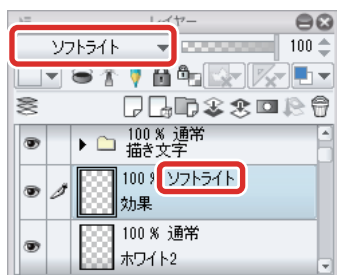 レイヤー
ソフトライト
100
100 % 通常
描き文字
100 % ソフトライト
効果
100 % 通常
ホワイト2